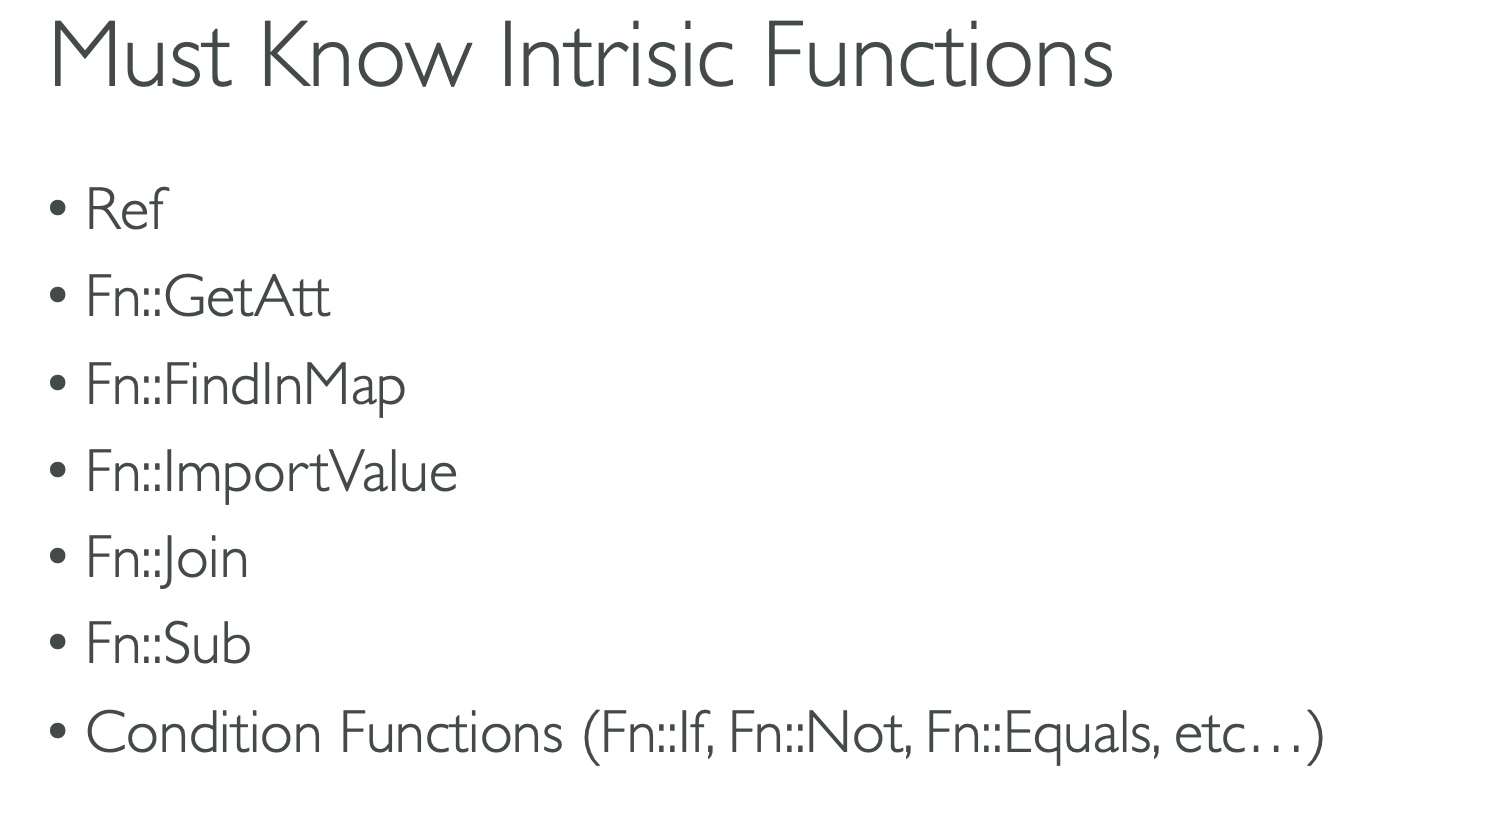 Must Know Intrisic Functions
• Ref
• Fn::GetAtt
• Fn::FindInMap
• Fn::ImportValue
• Fn::Join
• Fn::Sub
• Condition Functions (Fn::If, Fn::Not, Fn::Equals, etc…)